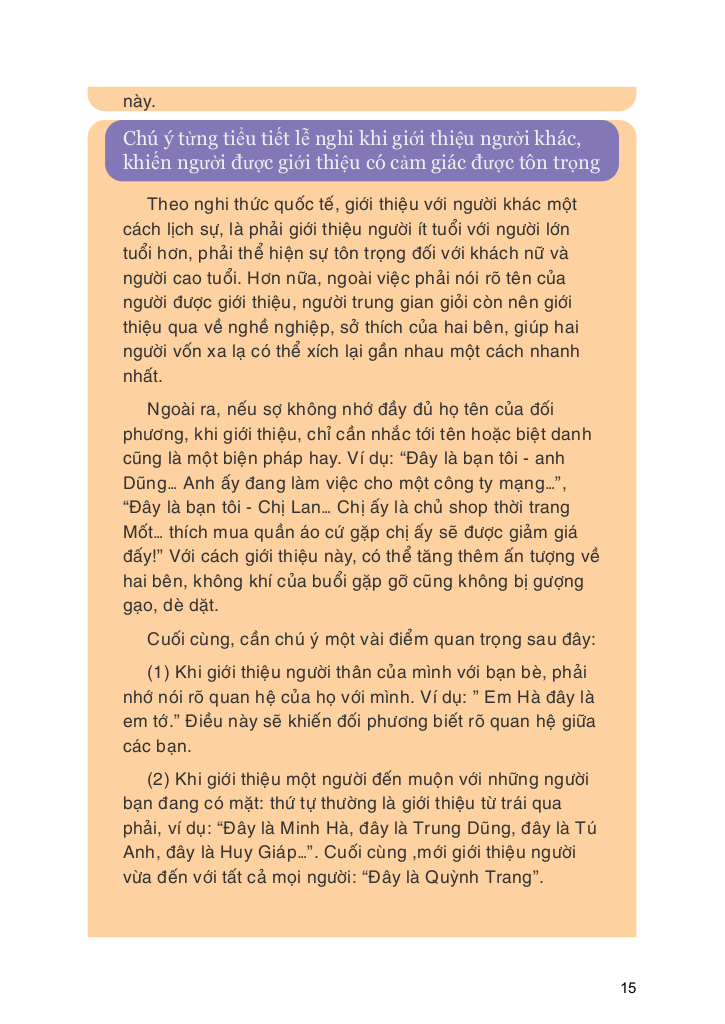 này.
Chú ý từng tiểu tiết lễ nghi khi giới thiệu người khác,
khiến người được giới thiệu có cảm giác được tôn trọng
Theo nghi thức quốc tế, giới thiệu với người khác một
cách lịch sự, là phải giới thiệu người ít tuổi với người lớn
tuổi hơn, phải thể hiện sự tôn trọng đối với khách nữ và
người cao tuổi. Hơn nữa, ngoài việc phải nói rõ tên của
người được giới thiệu, người trung gian giỏi còn nên giới
thiệu qua về nghề nghiệp, sở thích của hai bên, giúp hai
người vốn xa lạ có thể xích lại gần nhau một cách nhanh
nhất.
Ngoài ra, nếu sợ không nhớ đầy đủ họ tên của đối
phương, khi giới thiệu, chỉ cần nhắc tới tên hoặc biệt danh
cũng là một biện pháp hay. Ví dụ: “Đây là bạn tôi - anh
Dũng… Anh ấy đang làm việc cho một công ty mạng…”,
“Đây là bạn tôi - Chị Lan… Chị ấy là chủ shop thời trang
Mốt… thích mua quần áo cứ gặp chị ấy sẽ được giảm giá
đấy!” Với cách giới thiệu này, có thể tăng thêm ấn tượng về
hai bên, không khí của buổi gặp gỡ cũng không bị gượng
gạo, dè dặt.
Cuối cùng, cần chú ý một vài điểm quan trọng sau đây:
(1) Khi giới thiệu người thân của mình với bạn bè, phải
nhớ nói rõ quan hệ của họ với mình. Ví dụ: ” Em Hà đây là
em tớ.” Điều này sẽ khiến đối phương biết rõ quan hệ giữa
các bạn.
(2) Khi giới thiệu một người đến muộn với những người
bạn đang có mặt: thứ tự thường là giới thiệu từ trái qua
phải, ví dụ: “Đây là Minh Hà, đây là Trung Dũng, đây là Tú
Anh, đây là Huy Giáp…”. Cuối cùng ,mới giới thiệu người
vừa đến với tất cả mọi người: “Đây là Quỳnh Trang”.
15